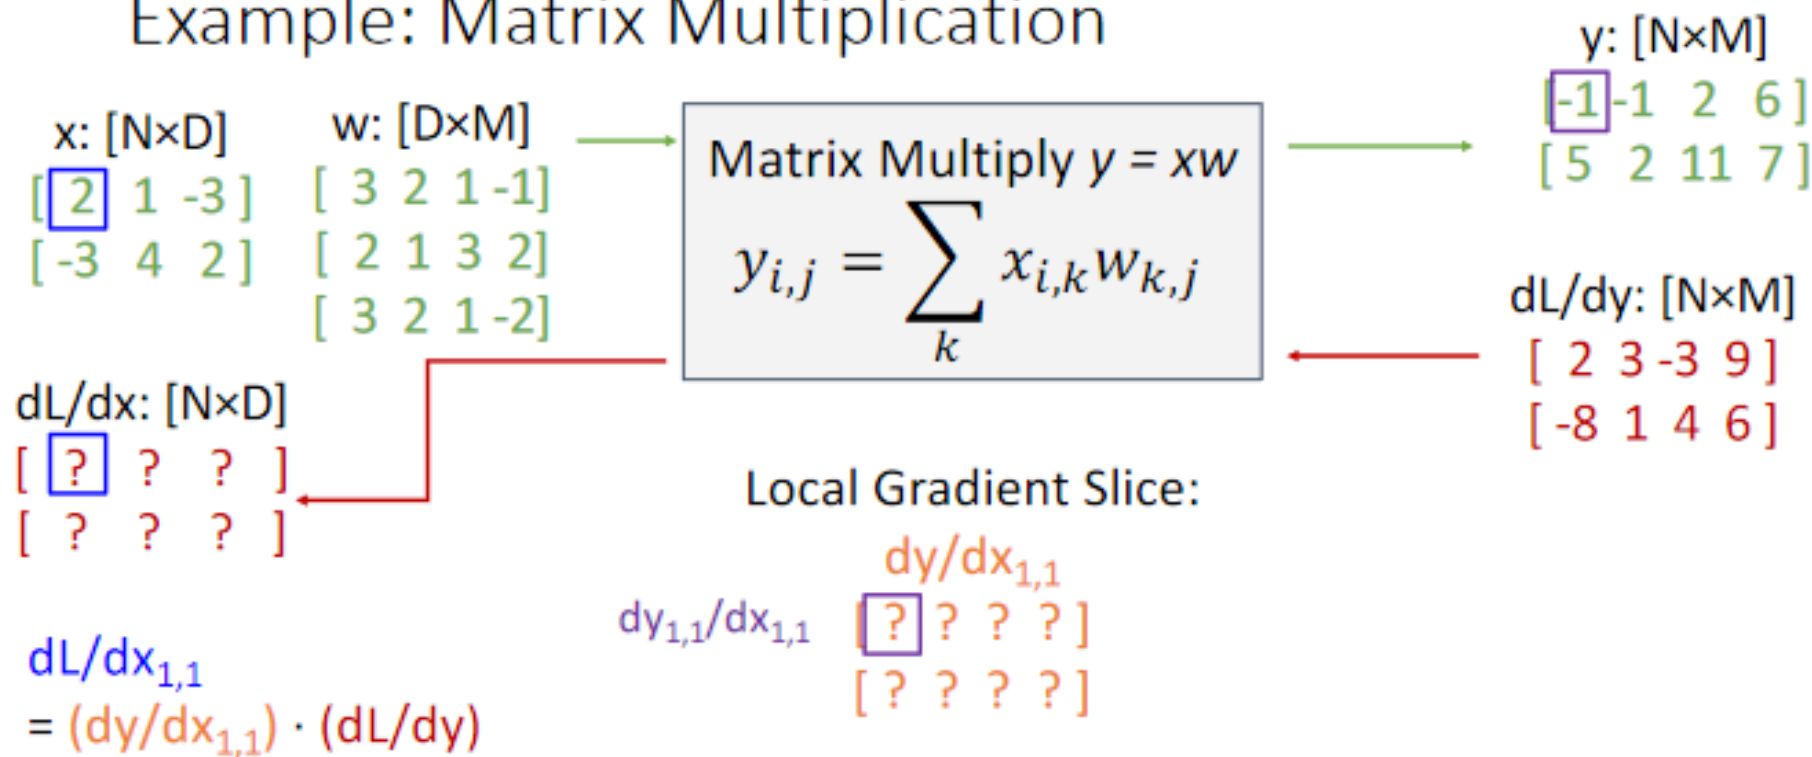 Example: Matrix Multiplication
x: [N×D]
[ 2 1 -3 ]
[ -3 4 2 ]
w: [D×M]
[ 3 2 1 -1]
[ 2 1 3 2]
[ 3 2 1 -2]
Matrix Multiply y = xw
y_{i,j} = ∑_k x_{i,k} w_{k,j}
y: [N×M]
[ -1 -1 2 6 ]
[ 5 2 11 7 ]
dL/dy: [N×M]
[ 2 3 -3 9 ]
[ -8 1 4 6 ]
dL/dx: [N×D]
[ ? ? ? ]
[ ? ? ? ]
Local Gradient Slice:
dy/dx_{1,1}
dy_{1,1}/dx_{1,1} [ ? ? ? ? ]
[ ? ? ? ? ]
dL/dx_{1,1}
= (dy/dx_{1,1}) · (dL/dy)